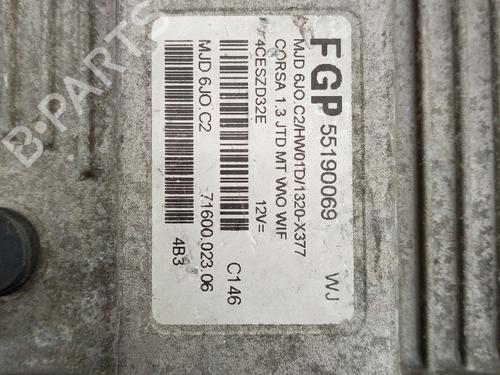 FGP 55190069 WJ
MJD 6JO.C2/HW01D/1320-X377
CORSA 1.3 JTD MT W\O WIF
4CESZD32E 12V=
C146
MJD 6JO.C2 71600.023.06
4B3
B-PARTS